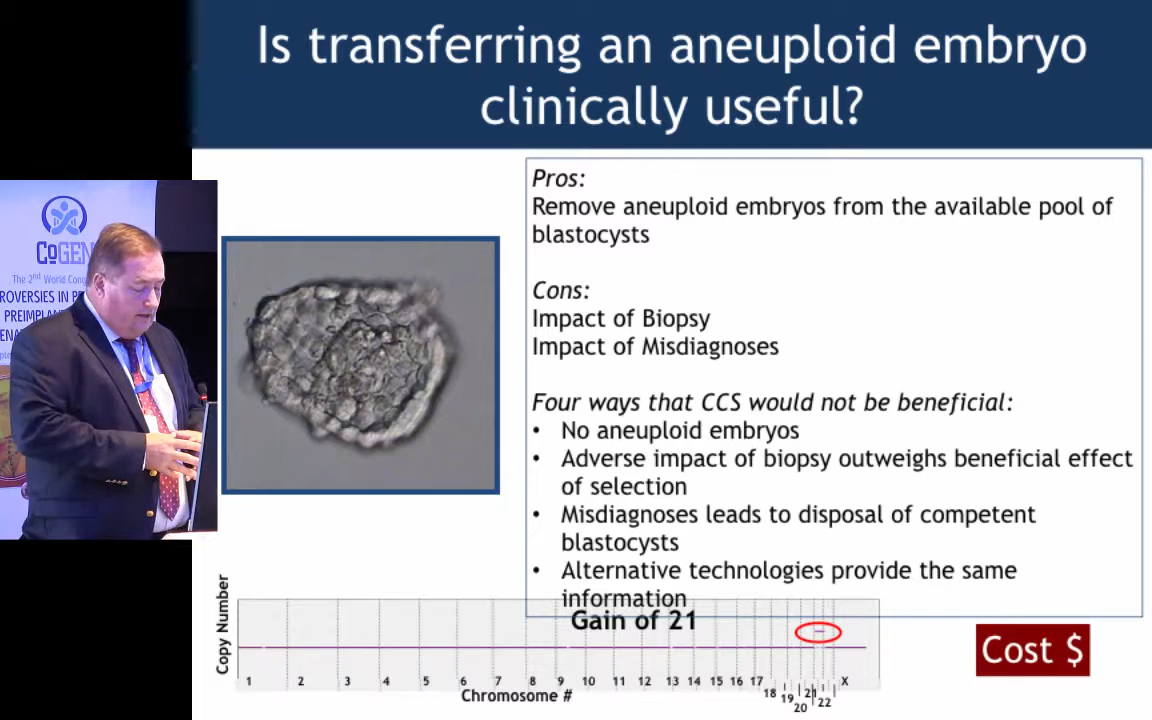 Is transferring an aneuploid embryo
clinically useful?
CoGEN
The 2nd World Con
ROVERSIES IN P
PREIMPLAN
ENA
Pros:
Remove aneuploid embryos from the available pool of
blastocysts
Cons:
Impact of Biopsy
Impact of Misdiagnoses
Four ways that CCS would not be beneficial:
• No aneuploid embryos
• Adverse impact of biopsy outweighs beneficial effect
of selection
• Misdiagnoses leads to disposal of competent
blastocysts
• Alternative technologies provide the same
information
Gain of 21
Copy Number
1 2 3 4 5 6 7 8 9 10 11 12 13 14 15 16 17 18 19 20 21 22 X
Chromosome #
Cost $